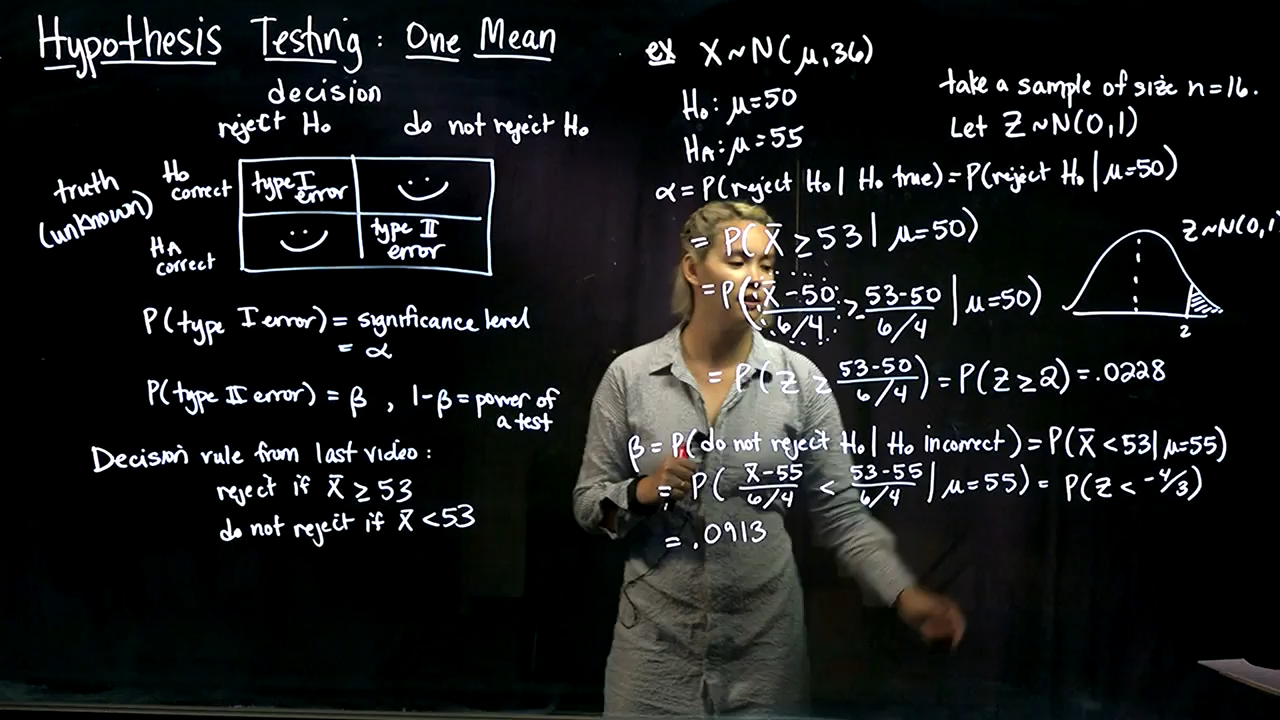 Hypothesis Testing: One Mean
decision
reject H₀ do not reject H₀
truth
(unknown)
H₀
correct
type I
error
H_A
correct
type II
error
P(type I error) = significance level
= α
P(type II error) = β , 1-β = power of
a test
Decision rule from last video:
reject if X̄ ≥ 53
do not reject if X̄ < 53
ex X ~ N(μ, 36)
H₀: μ=50
H_A: μ=55
take a sample of size n=16.
Let Z ~ N(0,1)
α = P(reject H₀ | H₀ true) = P(reject H₀ | μ=50)
= P(X̄ ≥ 53 | μ=50)
= P( (X̄-50)/(6/4) ≥ (53-50)/(6/4) | μ=50)
= P(Z ≥ (53-50)/(6/4)) = P(Z ≥ 2) = .0228
Z~N(0,1)
2
β = P(do not reject H₀ | H₀ incorrect) = P(X̄ < 53 | μ=55)
= P( (X̄-55)/(6/4) < (53-55)/(6/4) | μ=55) = P(Z < -4/3)
= .0913